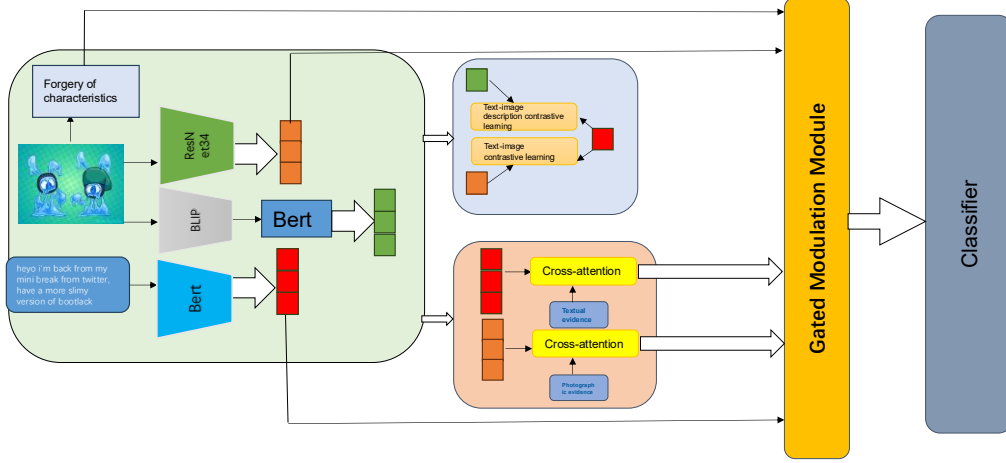 Forgery of
characteristics
ResN
et34
BLIP
Bert
heyo i'm back from my
mini break from twitter,
have a more slimy
version of bootlack
Bert
Text-image
description contrastive
learning
Text-image
contrastive learning
Cross-attention
Textual
evidence
Cross-attention
Photograph
ic evidence
Gated Modulation Module
Classifier